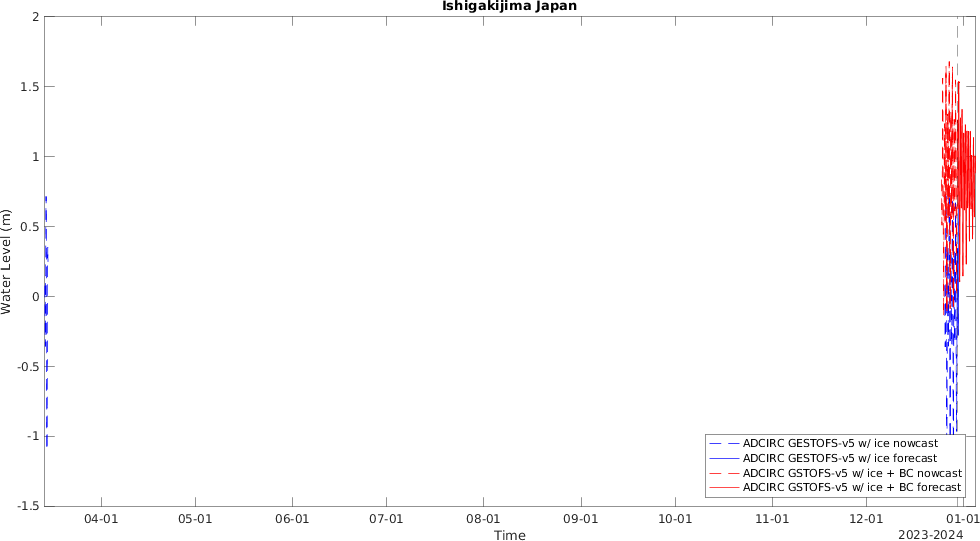 Ishigakijima Japan
2
1.5
1
0.5
0
-0.5
-1
-1.5
Water Level (m)
ADCIRC GESTOFS-v5 w/ ice nowcast
ADCIRC GESTOFS-v5 w/ ice forecast
ADCIRC GSTOFS-v5 w/ ice + BC nowcast
ADCIRC GSTOFS-v5 w/ ice + BC forecast
04-01 05-01 06-01 07-01 08-01 09-01 10-01 11-01 12-01 01-01
Time
2023-2024